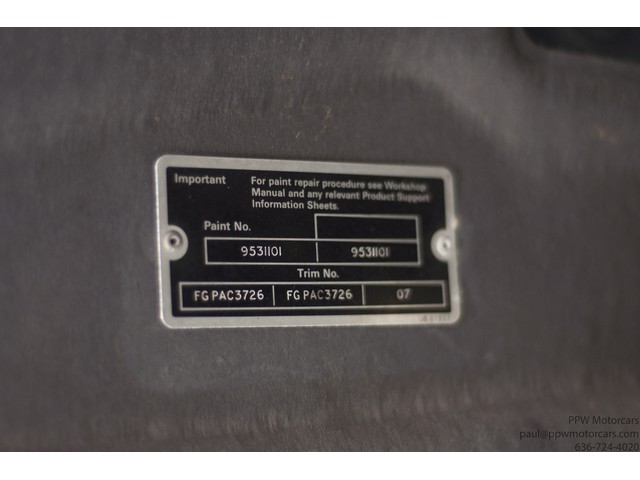 Important
For paint repair procedure see Workshop
Manual and any relevant Product Support
Information Sheets.
Paint No.
9531101 9531101
Trim No.
FG PAC3726 FG PAC3726 07
PPW Motorcars
paul@ppwmotorcars.com
636-724-4020